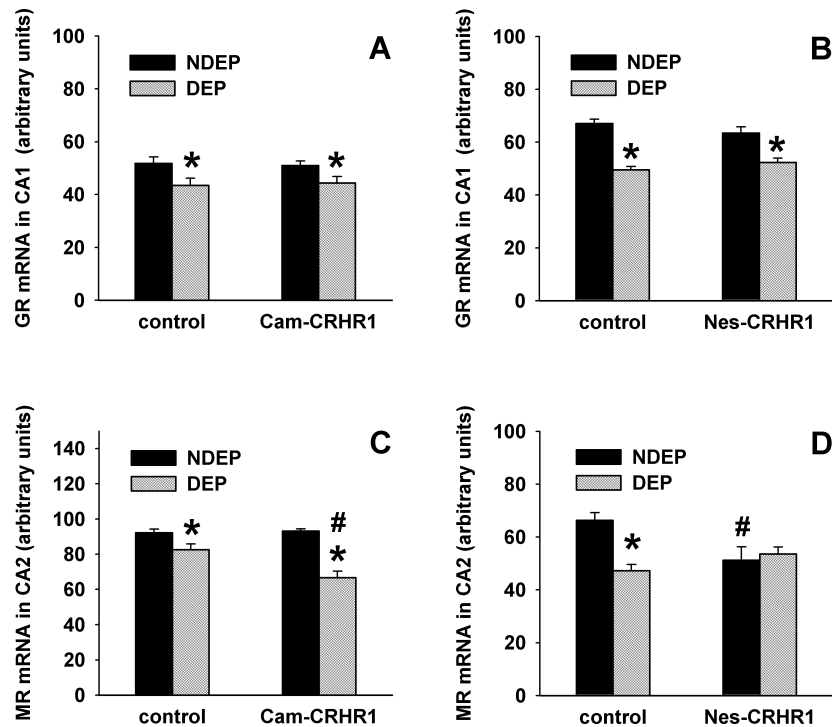 A
GR mRNA in CA1 (arbitrary units)
100
80
60
40
20
0
NDEP
DEP
* *
control Cam-CRHR1
B
GR mRNA in CA1 (arbitrary units)
100
80
60
40
20
0
NDEP
DEP
* *
control Nes-CRHR1
C
MR mRNA in CA2 (arbitrary units)
140
120
100
80
60
40
20
0
NDEP
DEP
#
* *
control Cam-CRHR1
D
MR mRNA in CA2 (arbitrary units)
100
80
60
40
20
0
NDEP
DEP
* #
control Nes-CRHR1